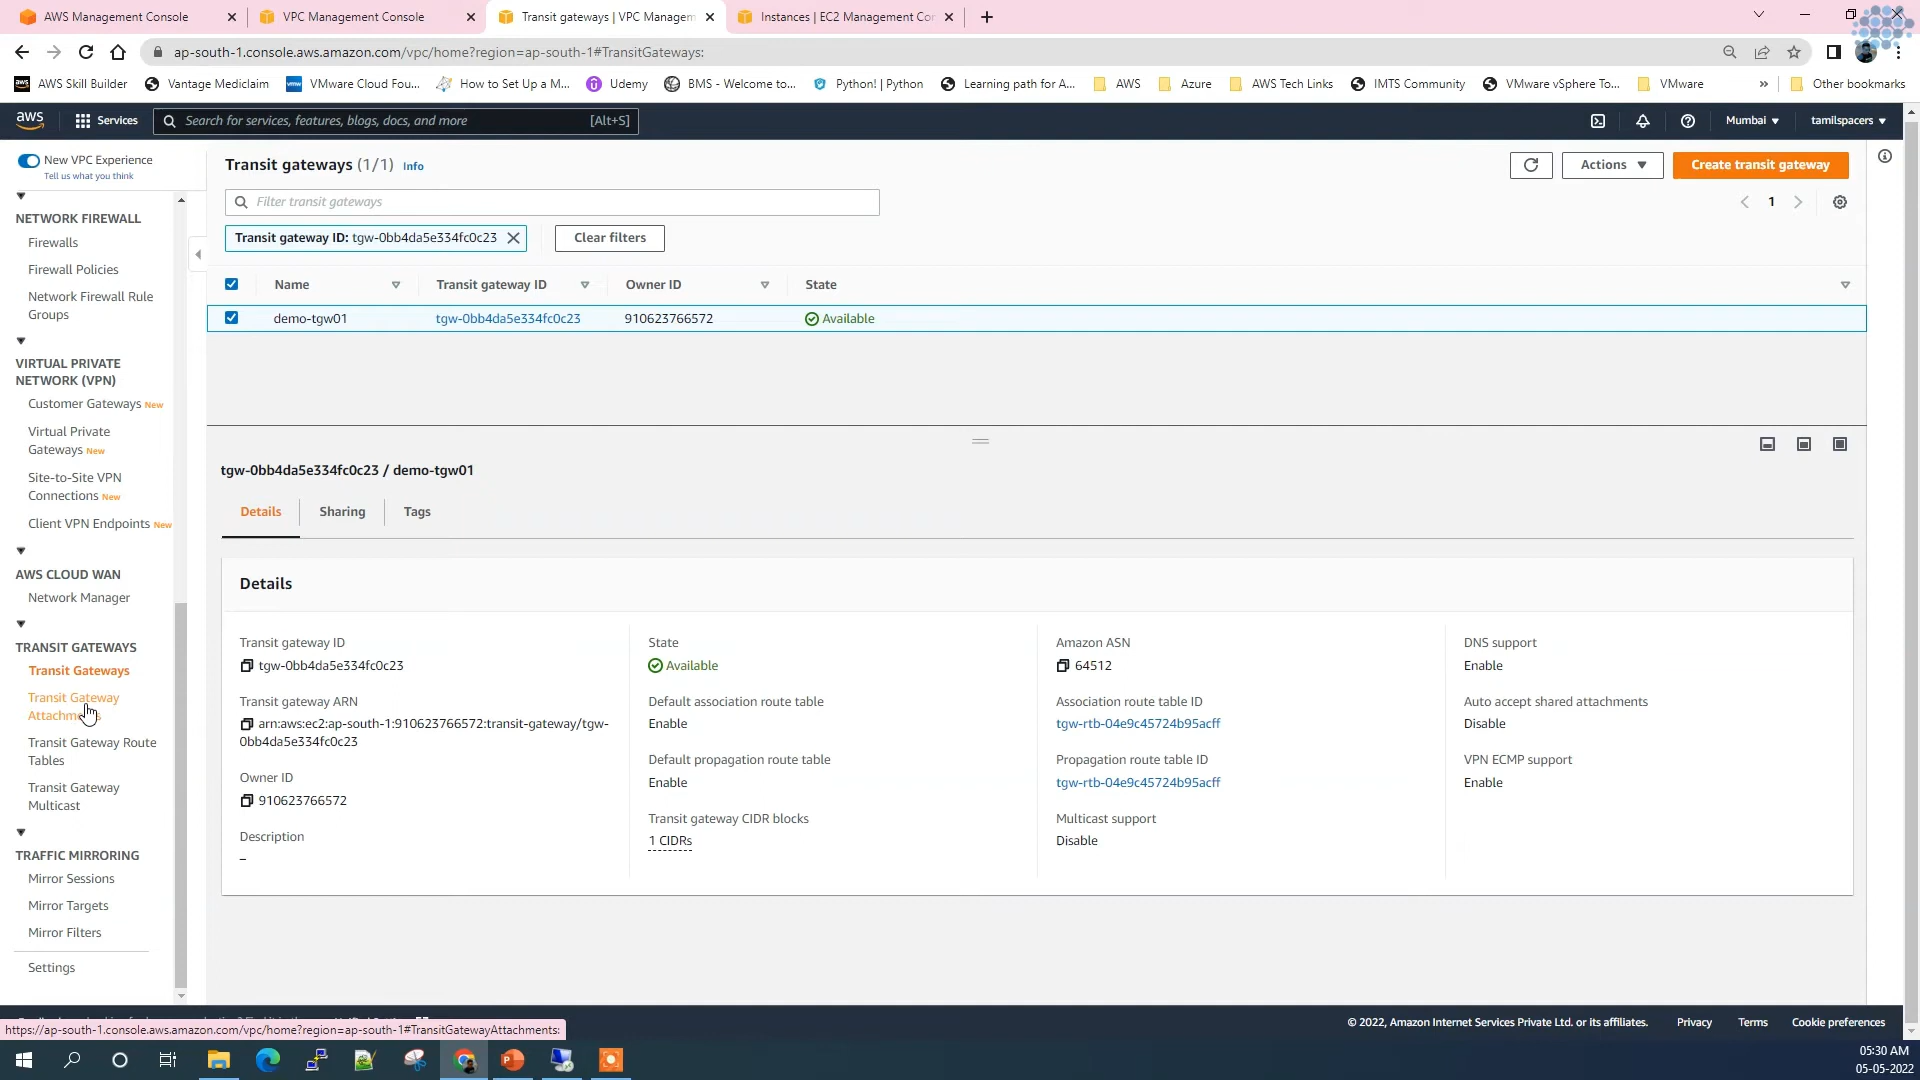 AWS Management Console
VPC Management Console
Transit gateways | VPC Managem
Instances | EC2 Management Cor
ap-south-1.console.aws.amazon.com/vpc/home?region=ap-south-1#TransitGateways:
AWS Skill Builder
Vantage Mediclaim
VMware Cloud Fou...
How to Set Up a M...
Udemy
BMS - Welcome to...
Python! | Python
Learning path for A...
AWS
Azure
AWS Tech Links
IMTS Community
VMware vSphere To...
VMware
»
Other bookmarks
aws
Services
Search for services, features, blogs, docs, and more
[Alt+S]
Mumbai
tamilspacers
New VPC Experience
Tell us what you think
NETWORK FIREWALL
Firewalls
Firewall Policies
Network Firewall Rule
Groups
VIRTUAL PRIVATE
NETWORK (VPN)
Customer Gateways New
Virtual Private
Gateways New
Site-to-Site VPN
Connections New
Client VPN Endpoints New
AWS CLOUD WAN
Network Manager
TRANSIT GATEWAYS
Transit Gateways
Transit Gateway
Transit Gateway Route
Tables
Transit Gateway
Multicast
TRAFFIC MIRRORING
Mirror Sessions
Mirror Targets
Mirror Filters
Settings
Transit gateways (1/1) Info
Actions
Create transit gateway
Filter transit gateways
1
Transit gateway ID: tgw-0bb4da5e334fc0c23
Clear filters
Name
Transit gateway ID
Owner ID
State
demo-tgw01
tgw-0bb4da5e334fc0c23
910623766572
Available
tgw-0bb4da5e334fc0c23 / demo-tgw01
Details
Sharing
Tags
Details
Transit gateway ID
tgw-0bb4da5e334fc0c23
Transit gateway ARN
arn:aws:ec2:ap-south-1:910623766572:transit-gateway/tgw-
0bb4da5e334fc0c23
Owner ID
910623766572
Description
–
State
Available
Default association route table
Enable
Default propagation route table
Enable
Transit gateway CIDR blocks
1 CIDRs
Amazon ASN
64512
Association route table ID
tgw-rtb-04e9c45724b95acff
Propagation route table ID
tgw-rtb-04e9c45724b95acff
Multicast support
Disable
DNS support
Enable
Auto accept shared attachments
Disable
VPN ECMP support
Enable
https://ap-south-1.console.aws.amazon.com/vpc/home?region=ap-south-1#TransitGatewayAttachments:
© 2022, Amazon Internet Services Private Ltd. or its affiliates.
Privacy
Terms
Cookie preferences
05:30 AM
05-05-2022